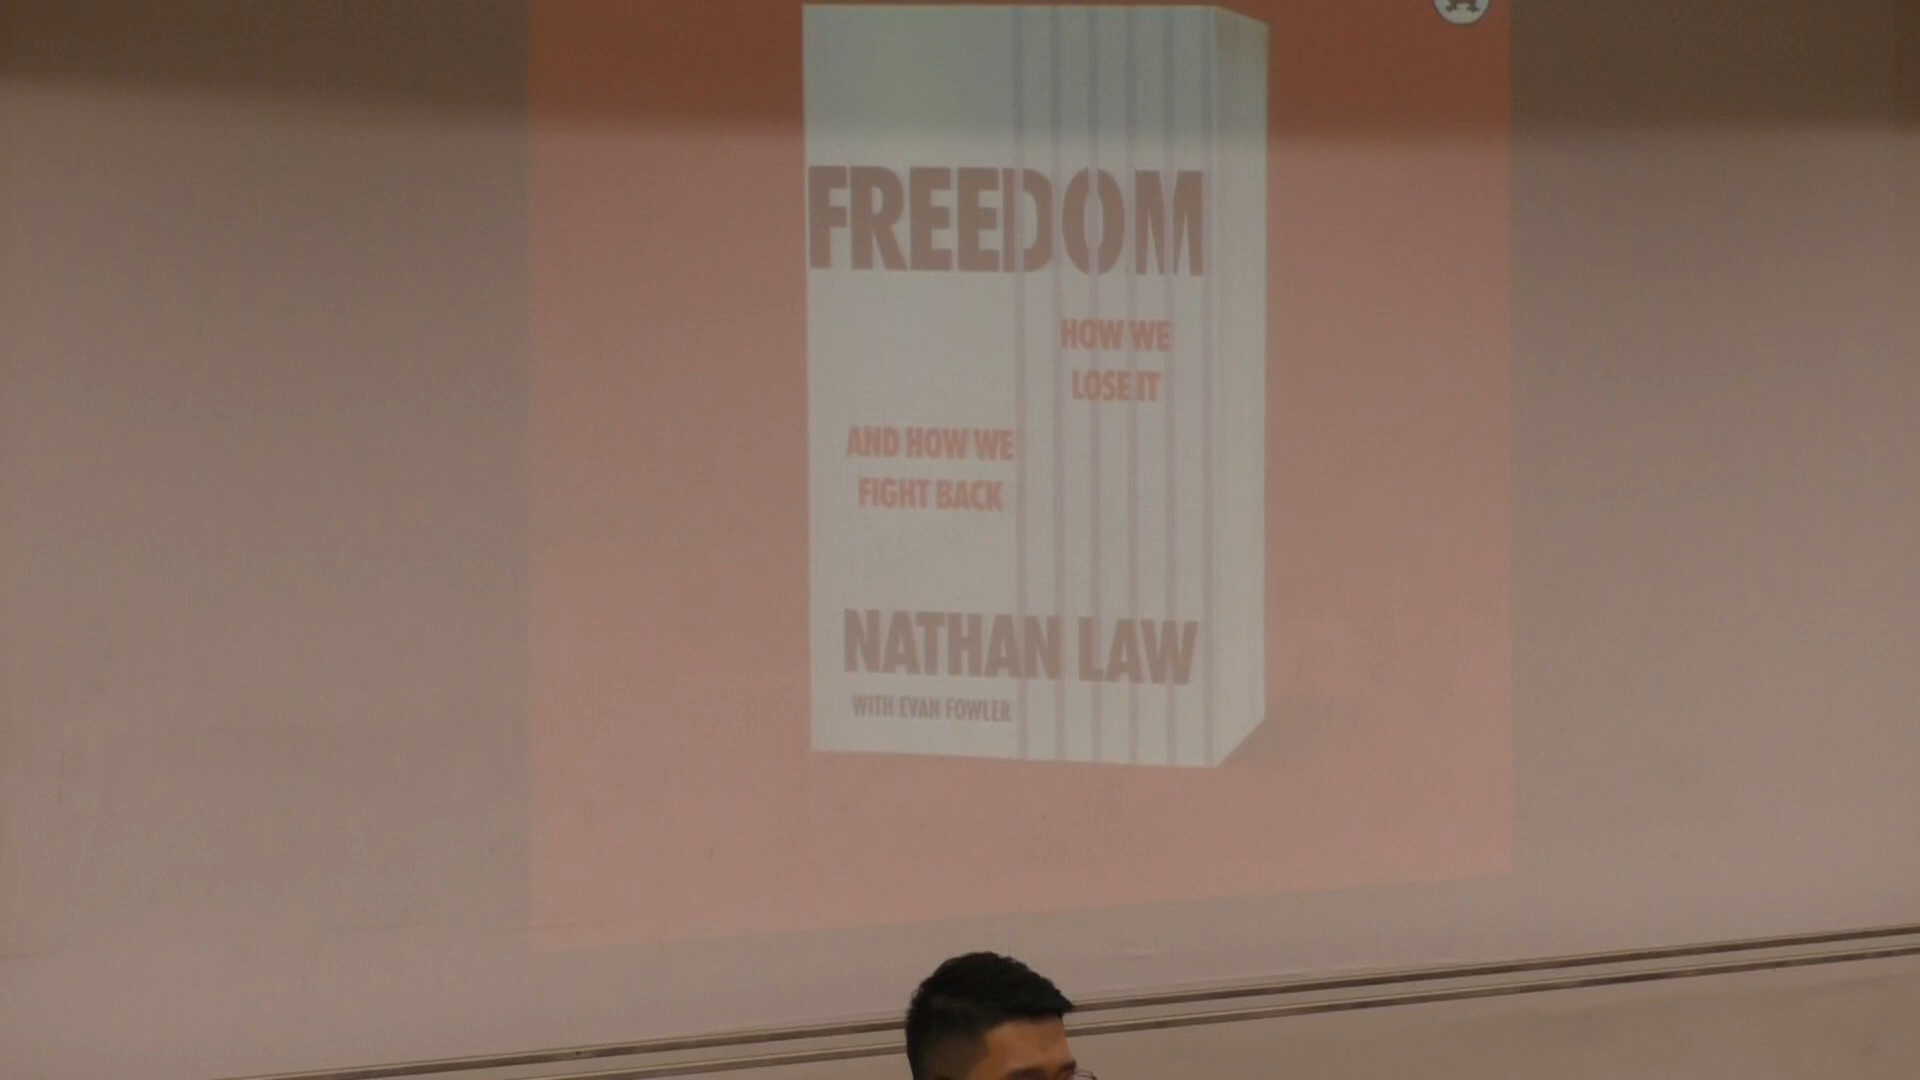 FREEDOM
HOW WE
LOSE IT
AND HOW WE
FIGHT BACK
NATHAN LAW
WITH EVAN FOWLER